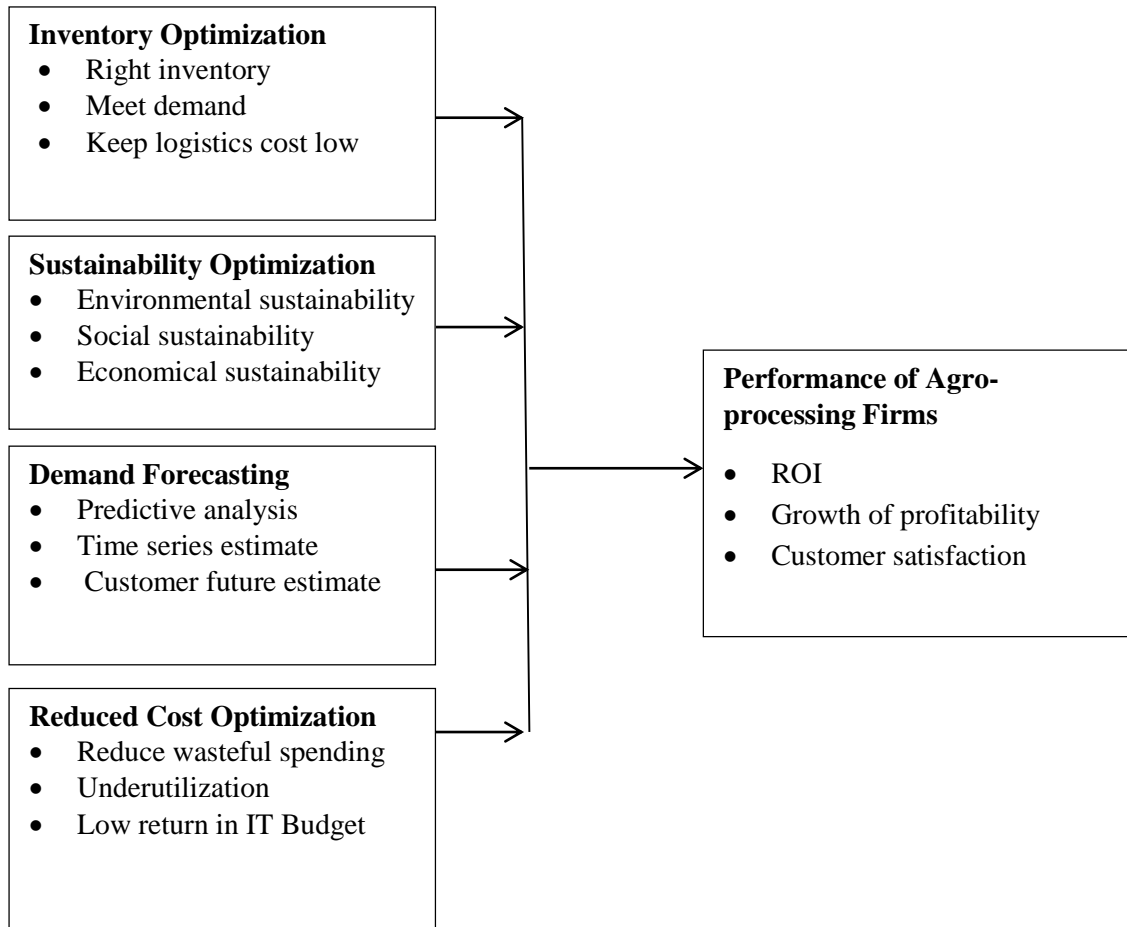 Inventory Optimization
• Right inventory
• Meet demand
• Keep logistics cost low
Sustainability Optimization
• Environmental sustainability
• Social sustainability
• Economical sustainability
Demand Forecasting
• Predictive analysis
• Time series estimate
• Customer future estimate
Reduced Cost Optimization
• Reduce wasteful spending
• Underutilization
• Low return in IT Budget
Performance of Agro-
processing Firms
• ROI
• Growth of profitability
• Customer satisfaction